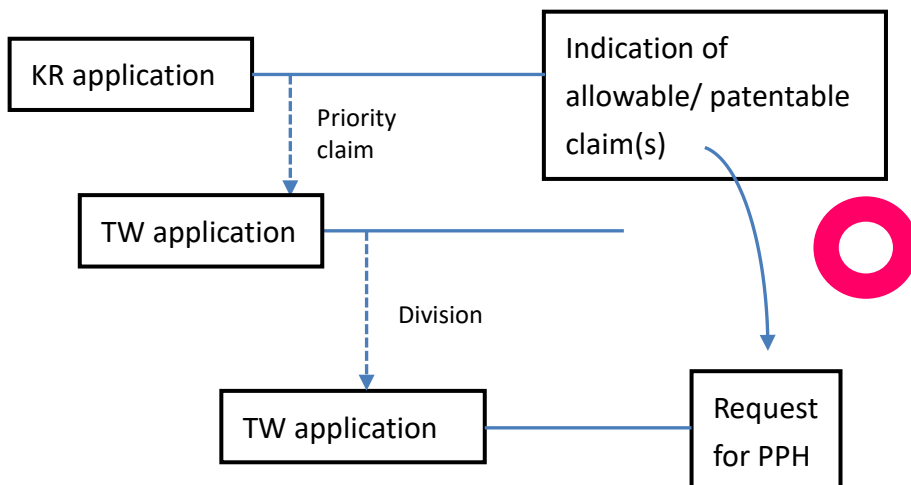 KR application
Indication of
allowable/ patentable
claim(s)
Priority
claim
TW application
Division
TW application
Request
for PPH